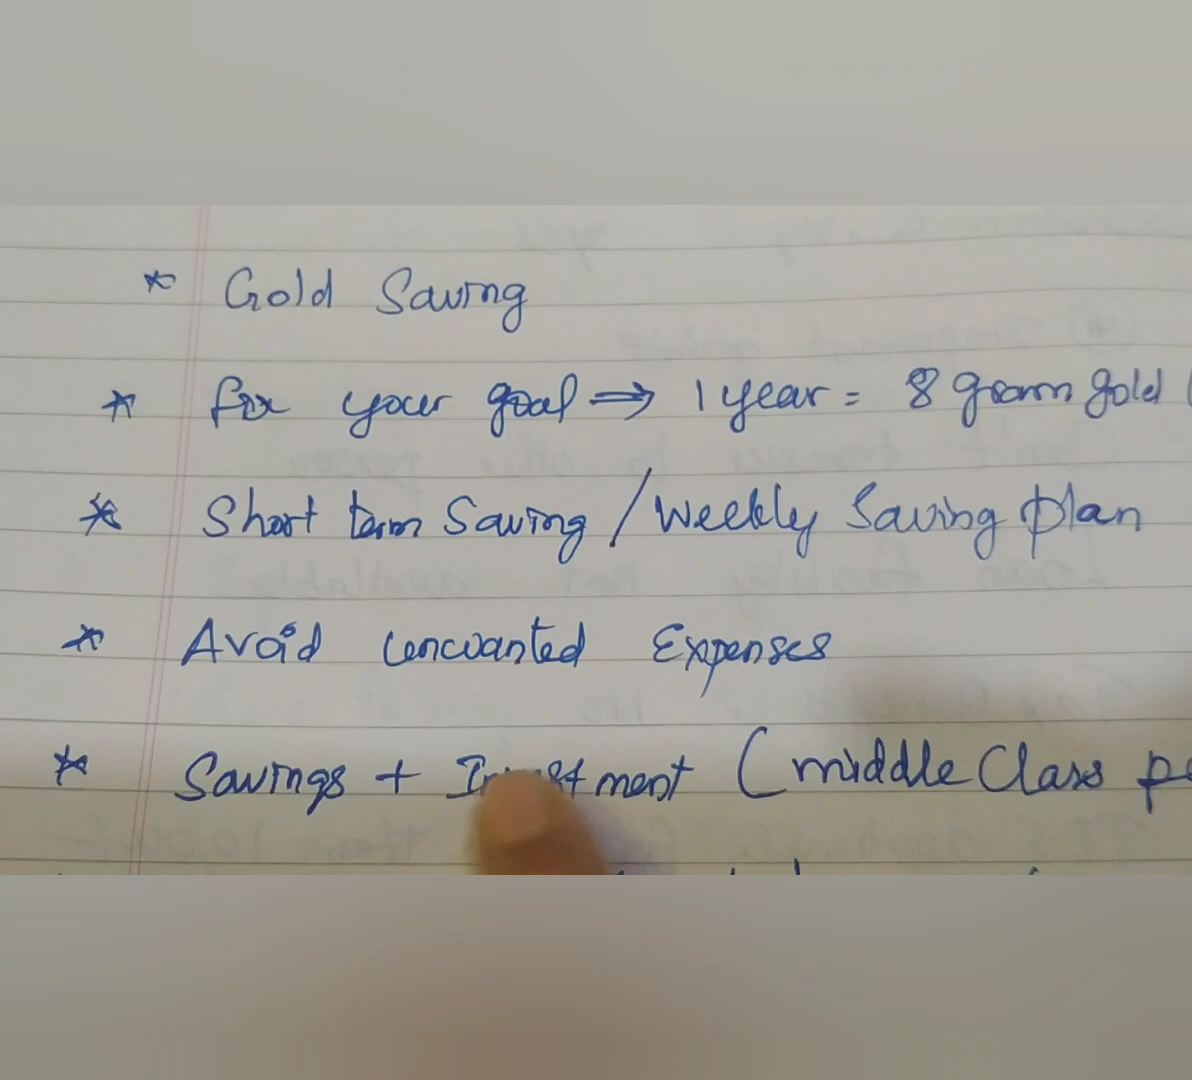 * Gold Saving
* fix your goal ⇒ 1 year = 8 gram gold (
* Short term Saving / Weekly Saving plan
* Avoid unwanted Expenses
* Savings + Investment (middle Class